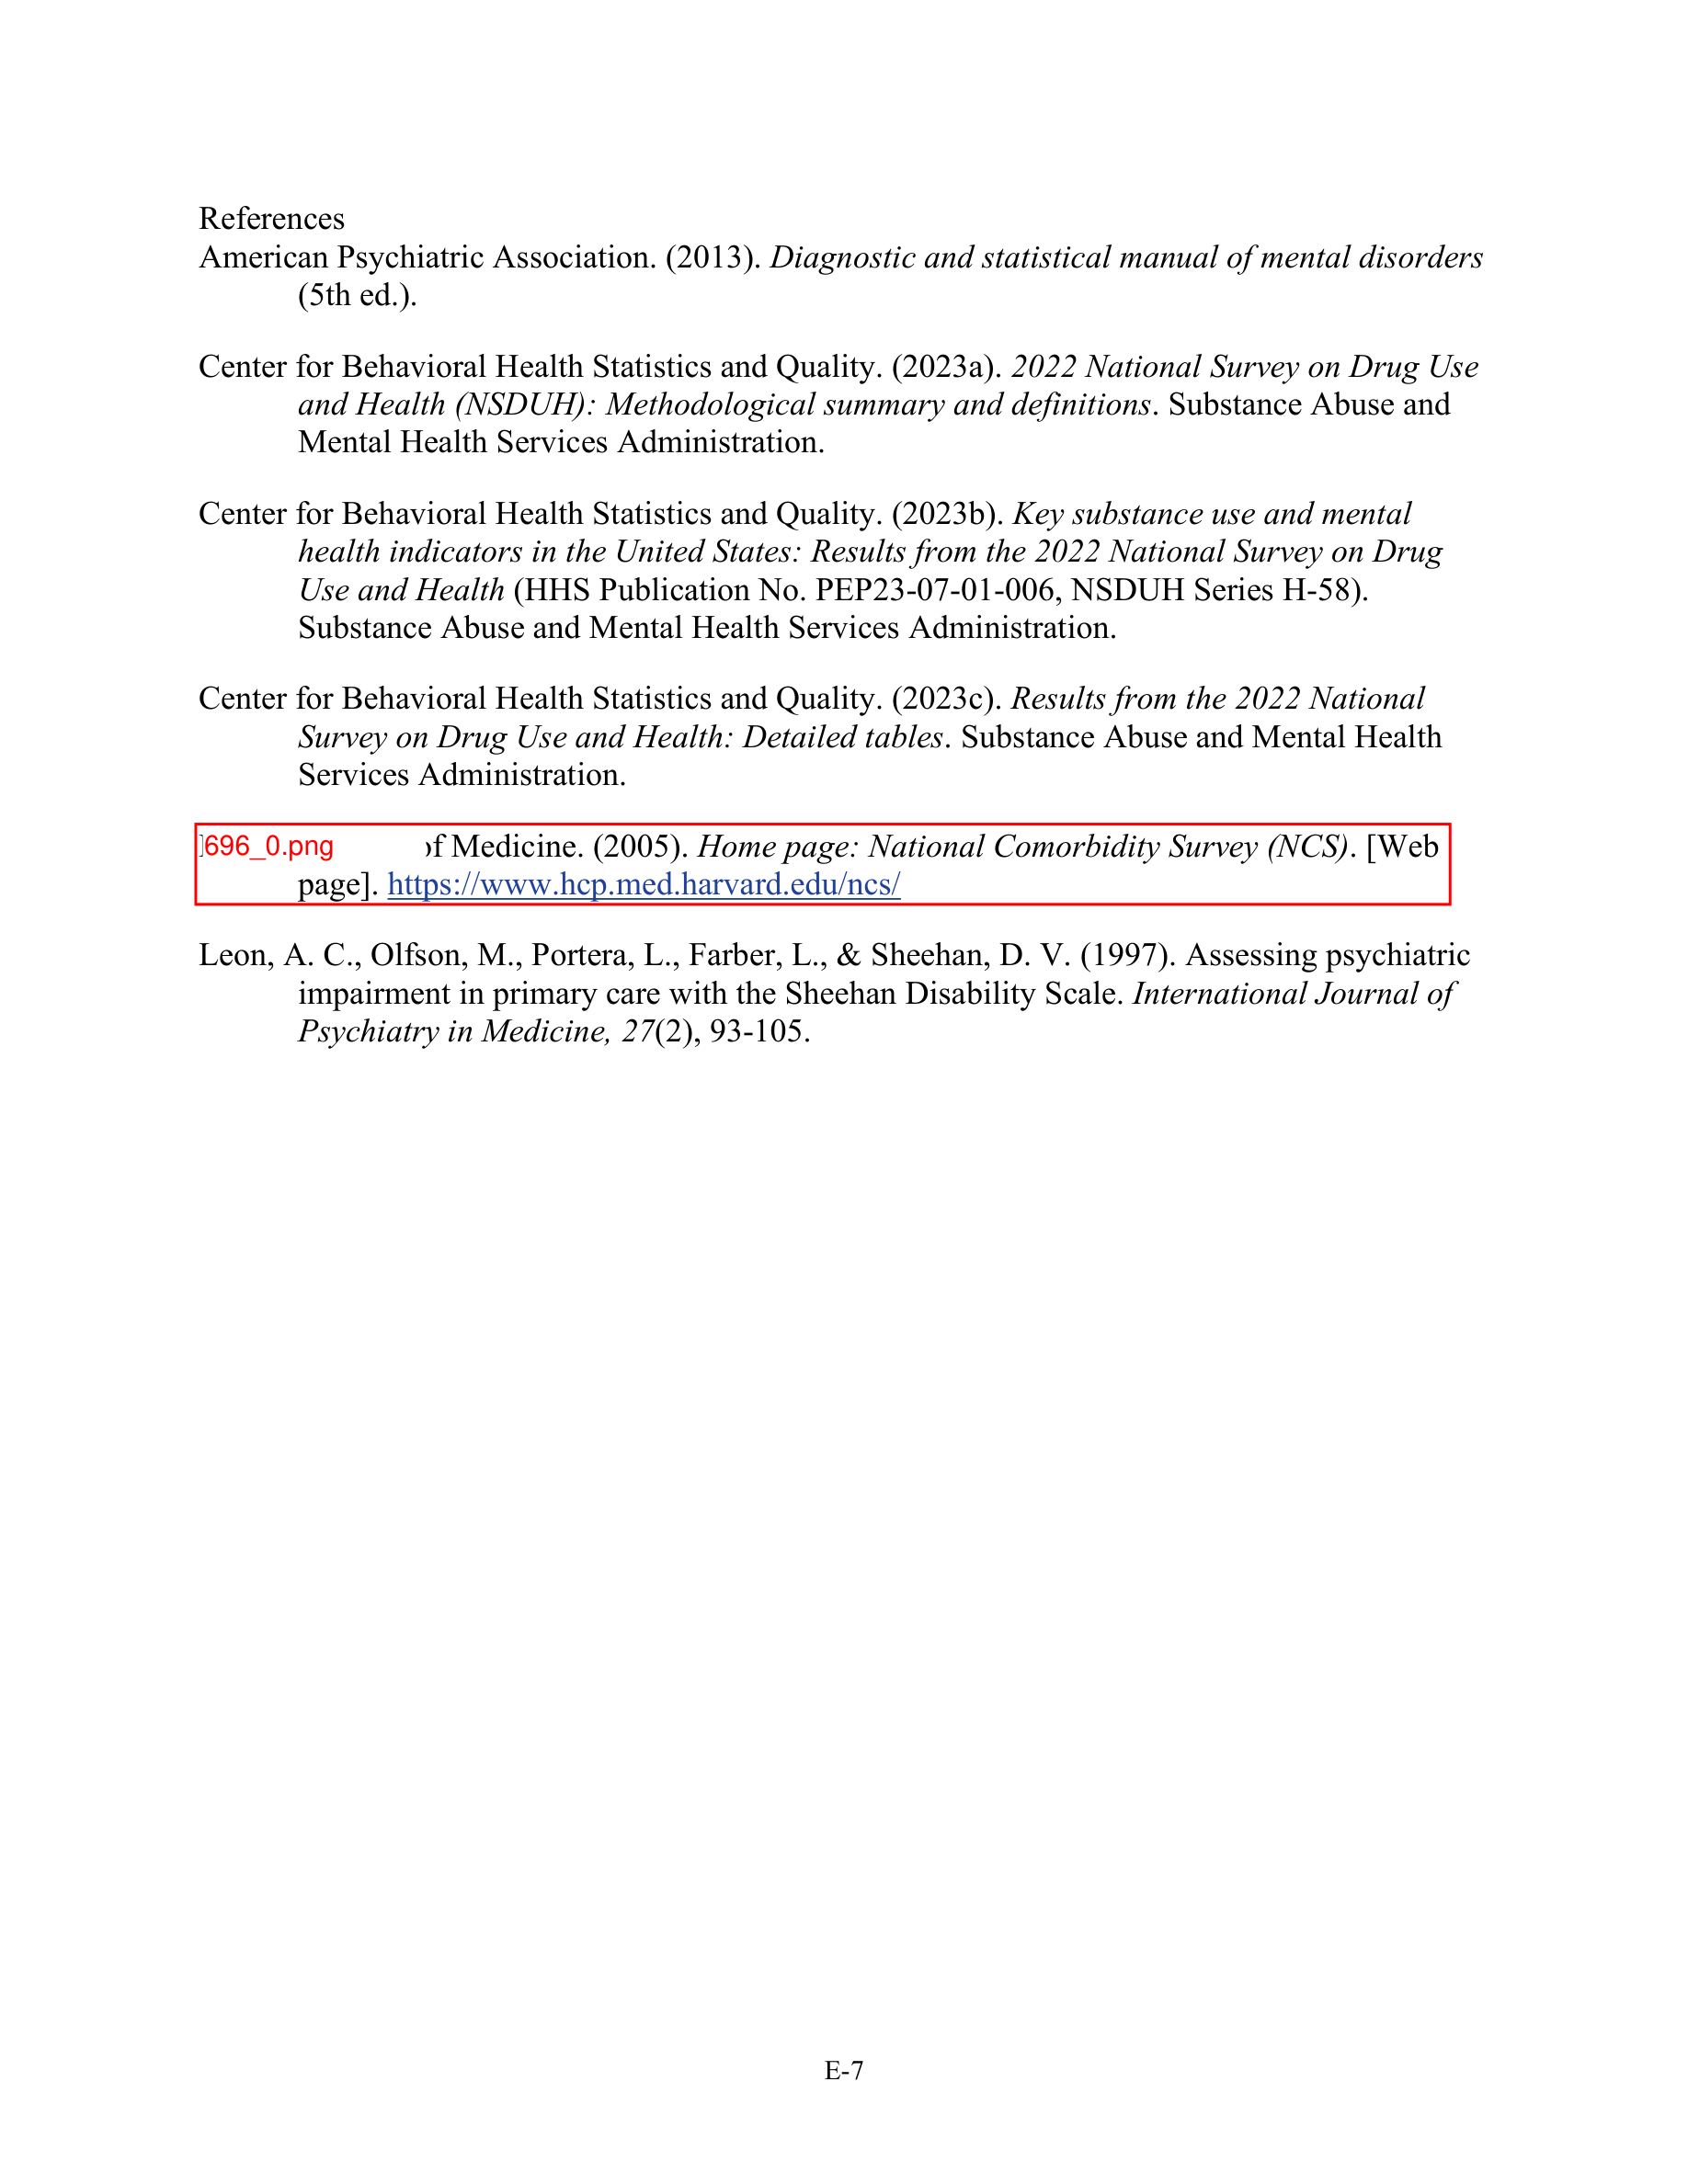 References
American Psychiatric Association. (2013). Diagnostic and statistical manual of mental disorders
(5th ed.).
Center for Behavioral Health Statistics and Quality. (2023a). 2022 National Survey on Drug Use
and Health (NSDUH): Methodological summary and definitions. Substance Abuse and
Mental Health Services Administration.
Center for Behavioral Health Statistics and Quality. (2023b). Key substance use and mental
health indicators in the United States: Results from the 2022 National Survey on Drug
Use and Health (HHS Publication No. PEP23-07-01-006, NSDUH Series H-58).
Substance Abuse and Mental Health Services Administration.
Center for Behavioral Health Statistics and Quality. (2023c). Results from the 2022 National
Survey on Drug Use and Health: Detailed tables. Substance Abuse and Mental Health
Services Administration.
696_0.png of Medicine. (2005). Home page: National Comorbidity Survey (NCS). [Web
page]. https://www.hcp.med.harvard.edu/ncs/
Leon, A. C., Olfson, M., Portera, L., Farber, L., & Sheehan, D. V. (1997). Assessing psychiatric
impairment in primary care with the Sheehan Disability Scale. International Journal of
Psychiatry in Medicine, 27(2), 93-105.
E-7